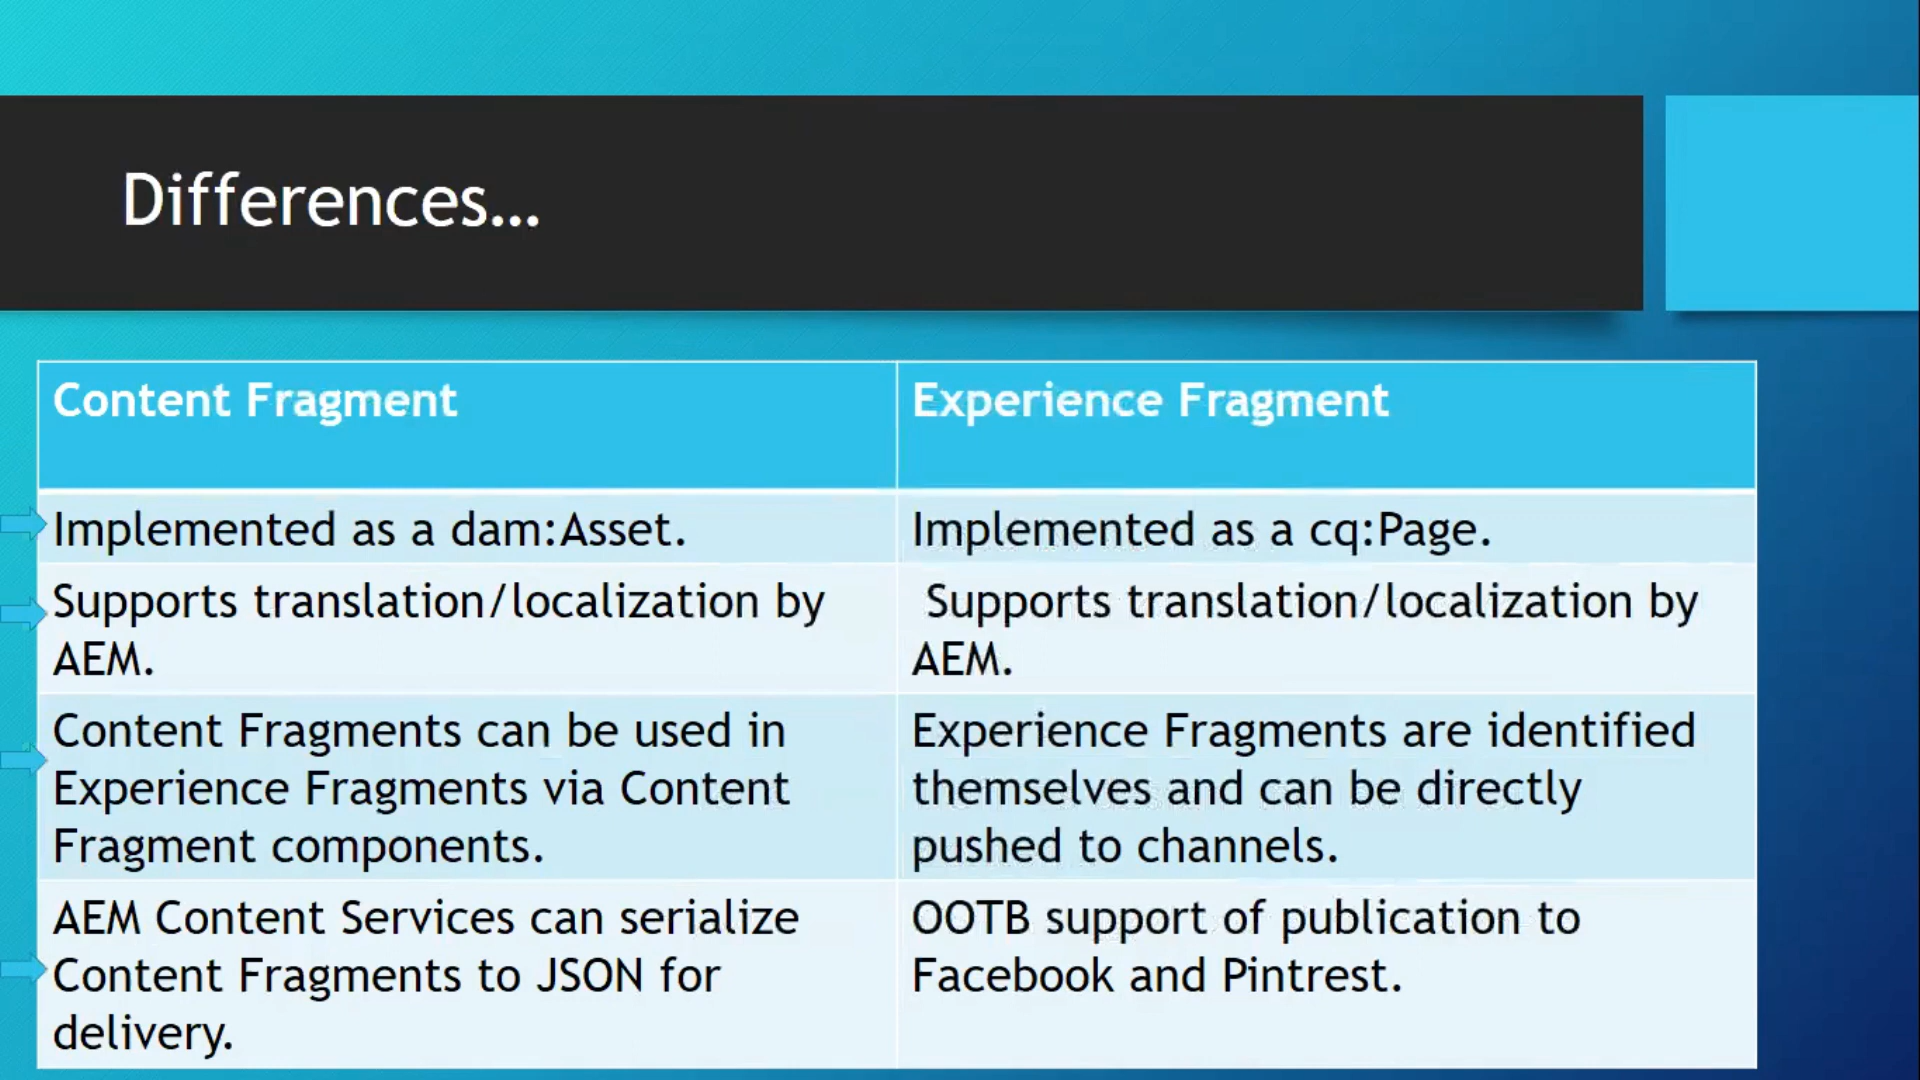 Differences...
Content Fragment
Experience Fragment
Implemented as a dam:Asset.
Implemented as a cq:Page.
Supports translation/localization by
AEM.
Supports translation/localization by
AEM.
Content Fragments can be used in
Experience Fragments via Content
Fragment components.
Experience Fragments are identified
themselves and can be directly
pushed to channels.
AEM Content Services can serialize
Content Fragments to JSON for
delivery.
OOTB support of publication to
Facebook and Pintrest.